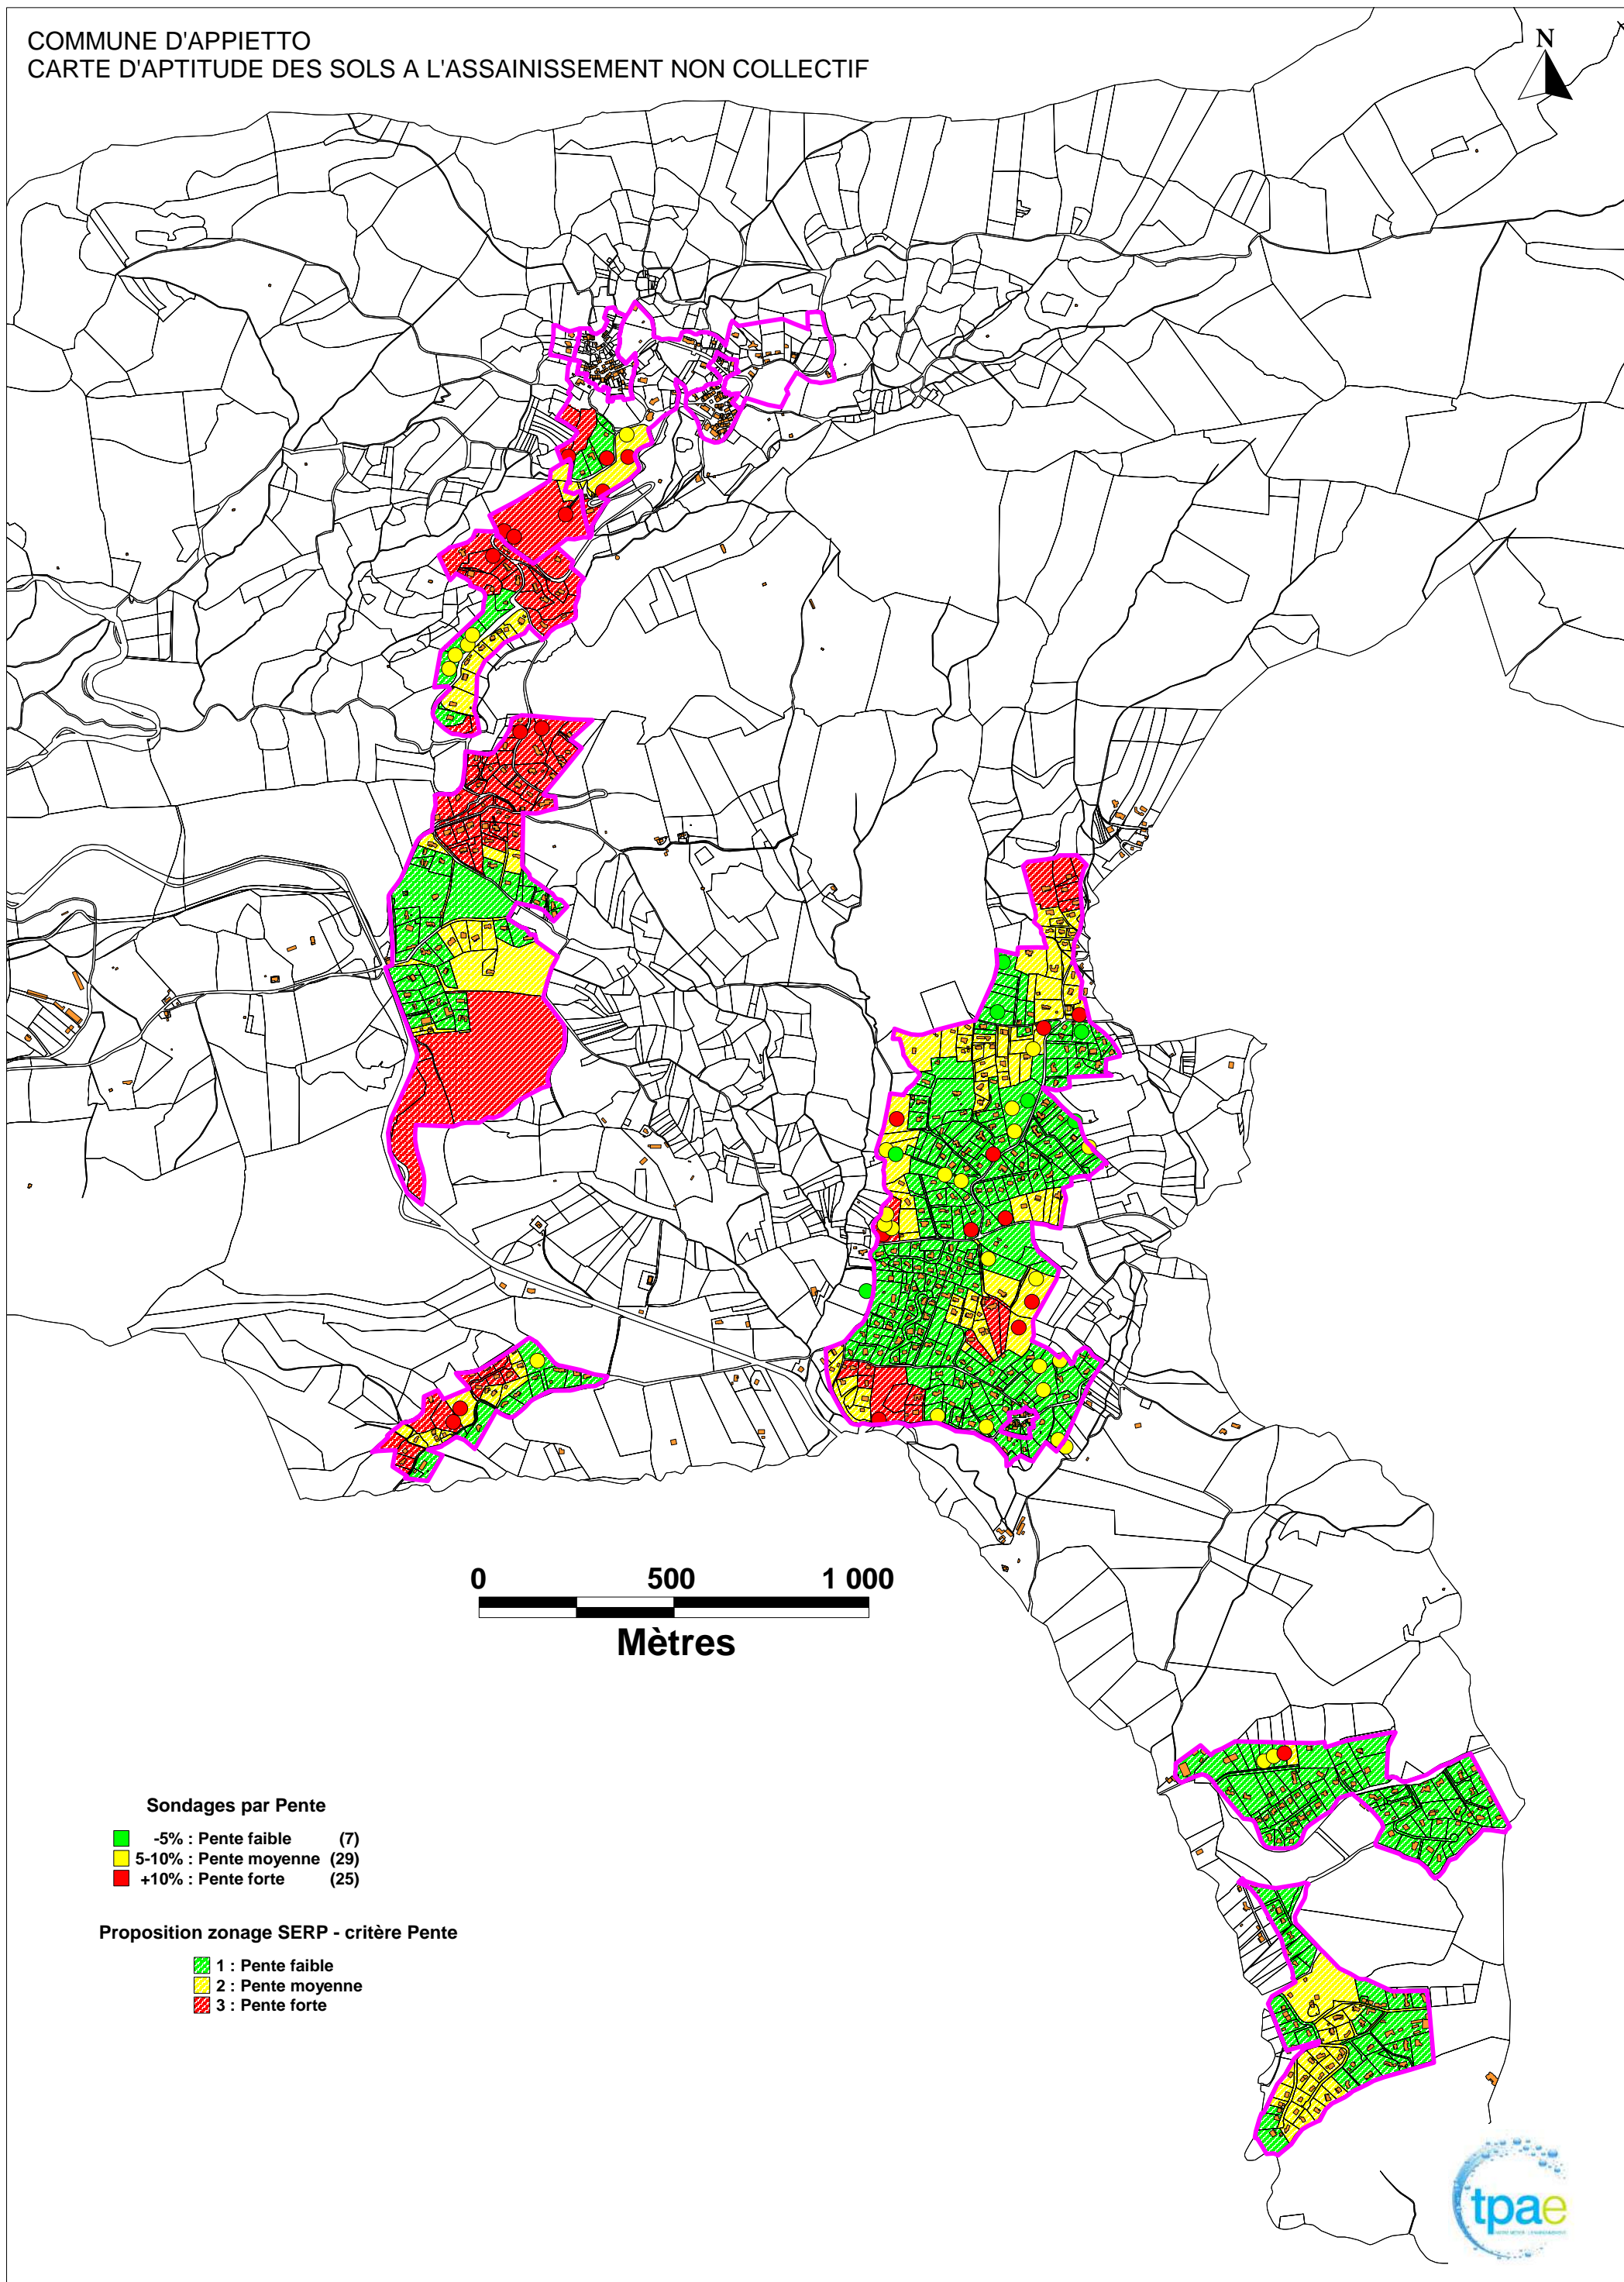 COMMUNE D'APPIETTO
CARTE D'APTITUDE DES SOLS A L'ASSAINISSEMENT NON COLLECTIF
N
0 500 1 000
Mètres
Sondages par Pente
-5% : Pente faible (7)
5-10% : Pente moyenne (29)
+10% : Pente forte (25)
Proposition zonage SERP - critère Pente
1 : Pente faible
2 : Pente moyenne
3 : Pente forte
tpae